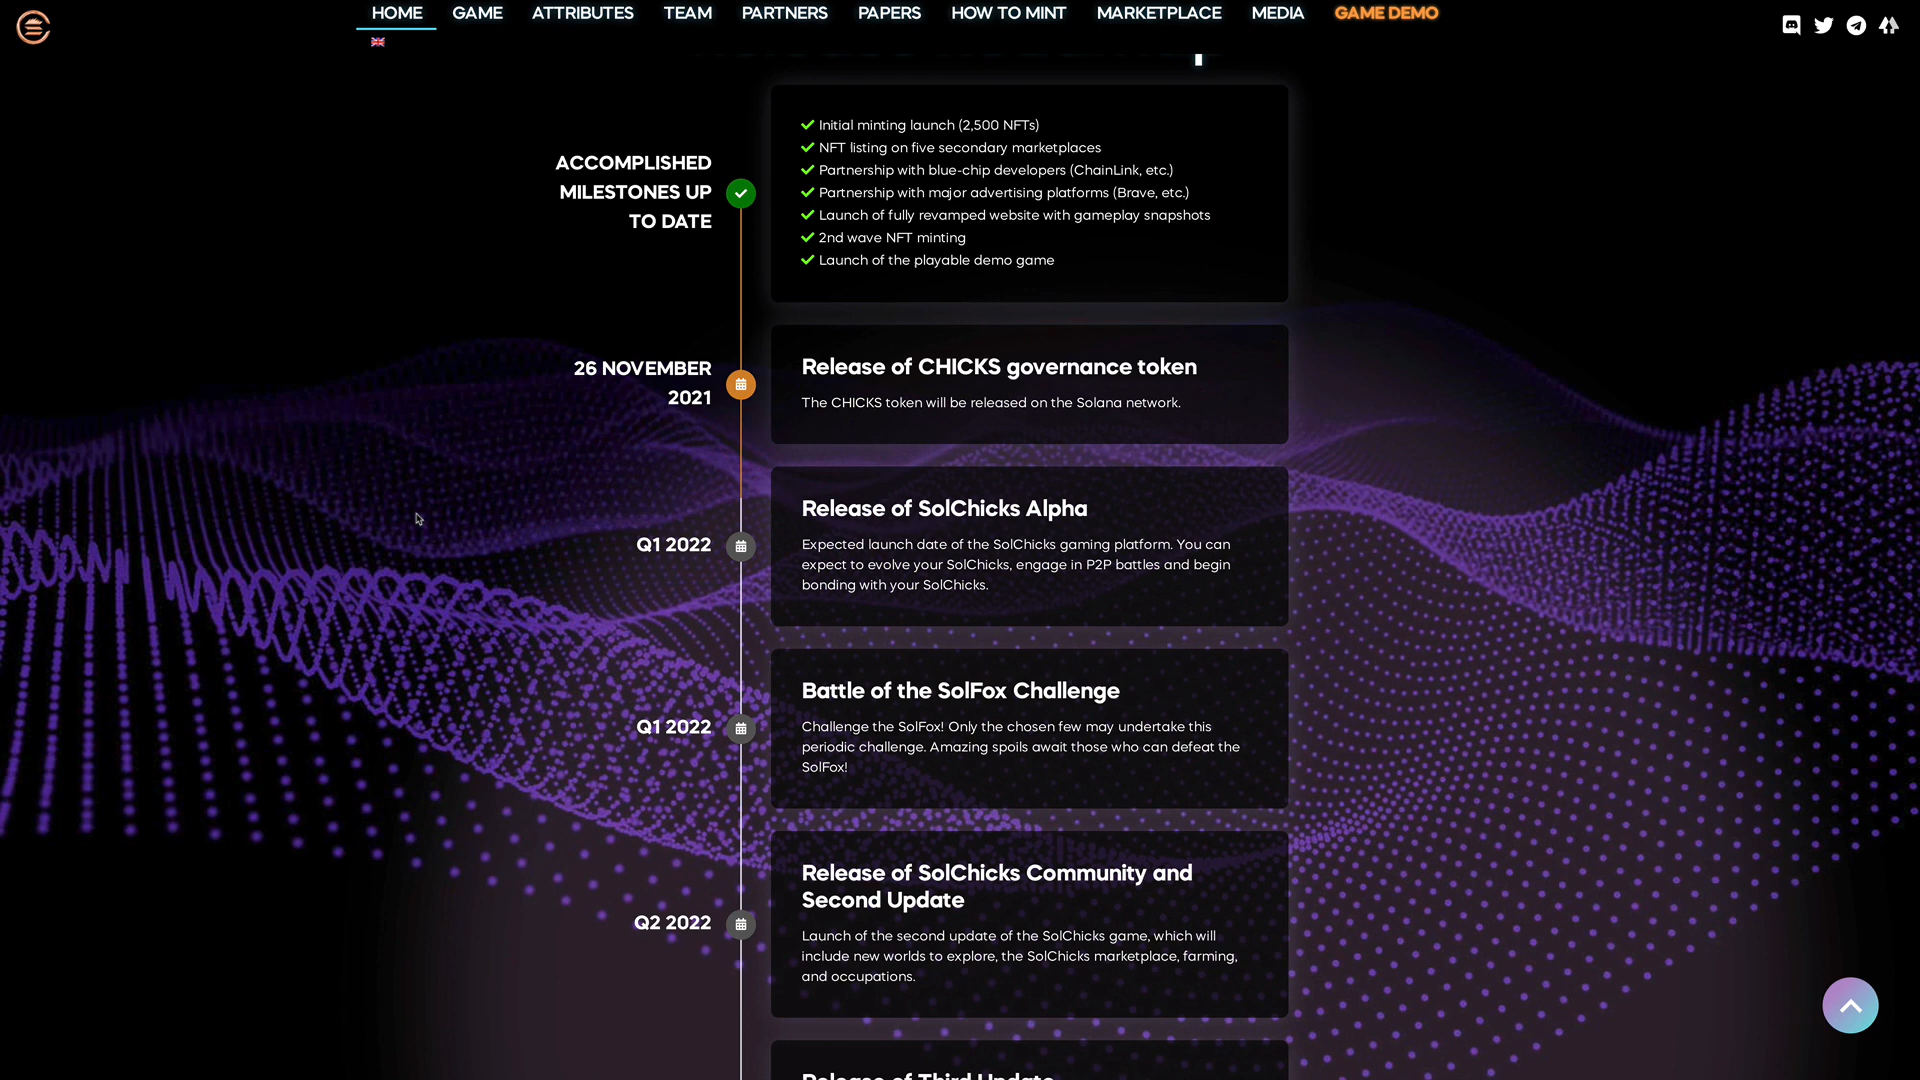 HOME GAME ATTRIBUTES TEAM PARTNERS PAPERS HOW TO MINT MARKETPLACE MEDIA GAME DEMO
ACCOMPLISHED
MILESTONES UP
TO DATE
Initial minting launch (2,500 NFTs)
NFT listing on five secondary marketplaces
Partnership with blue-chip developers (ChainLink, etc.)
Partnership with major advertising platforms (Brave, etc.)
Launch of fully revamped website with gameplay snapshots
2nd wave NFT minting
Launch of the playable demo game
26 NOVEMBER
2021
Release of CHICKS governance token
The CHICKS token will be released on the Solana network.
Q1 2022
Release of SolChicks Alpha
Expected launch date of the SolChicks gaming platform. You can
expect to evolve your SolChicks, engage in P2P battles and begin
bonding with your SolChicks.
Q1 2022
Battle of the SolFox Challenge
Challenge the SolFox! Only the chosen few may undertake this
periodic challenge. Amazing spoils await those who can defeat the
SolFox!
Q2 2022
Release of SolChicks Community and
Second Update
Launch of the second update of the SolChicks game, which will
include new worlds to explore, the SolChicks marketplace, farming,
and occupations.
Release of Third Update